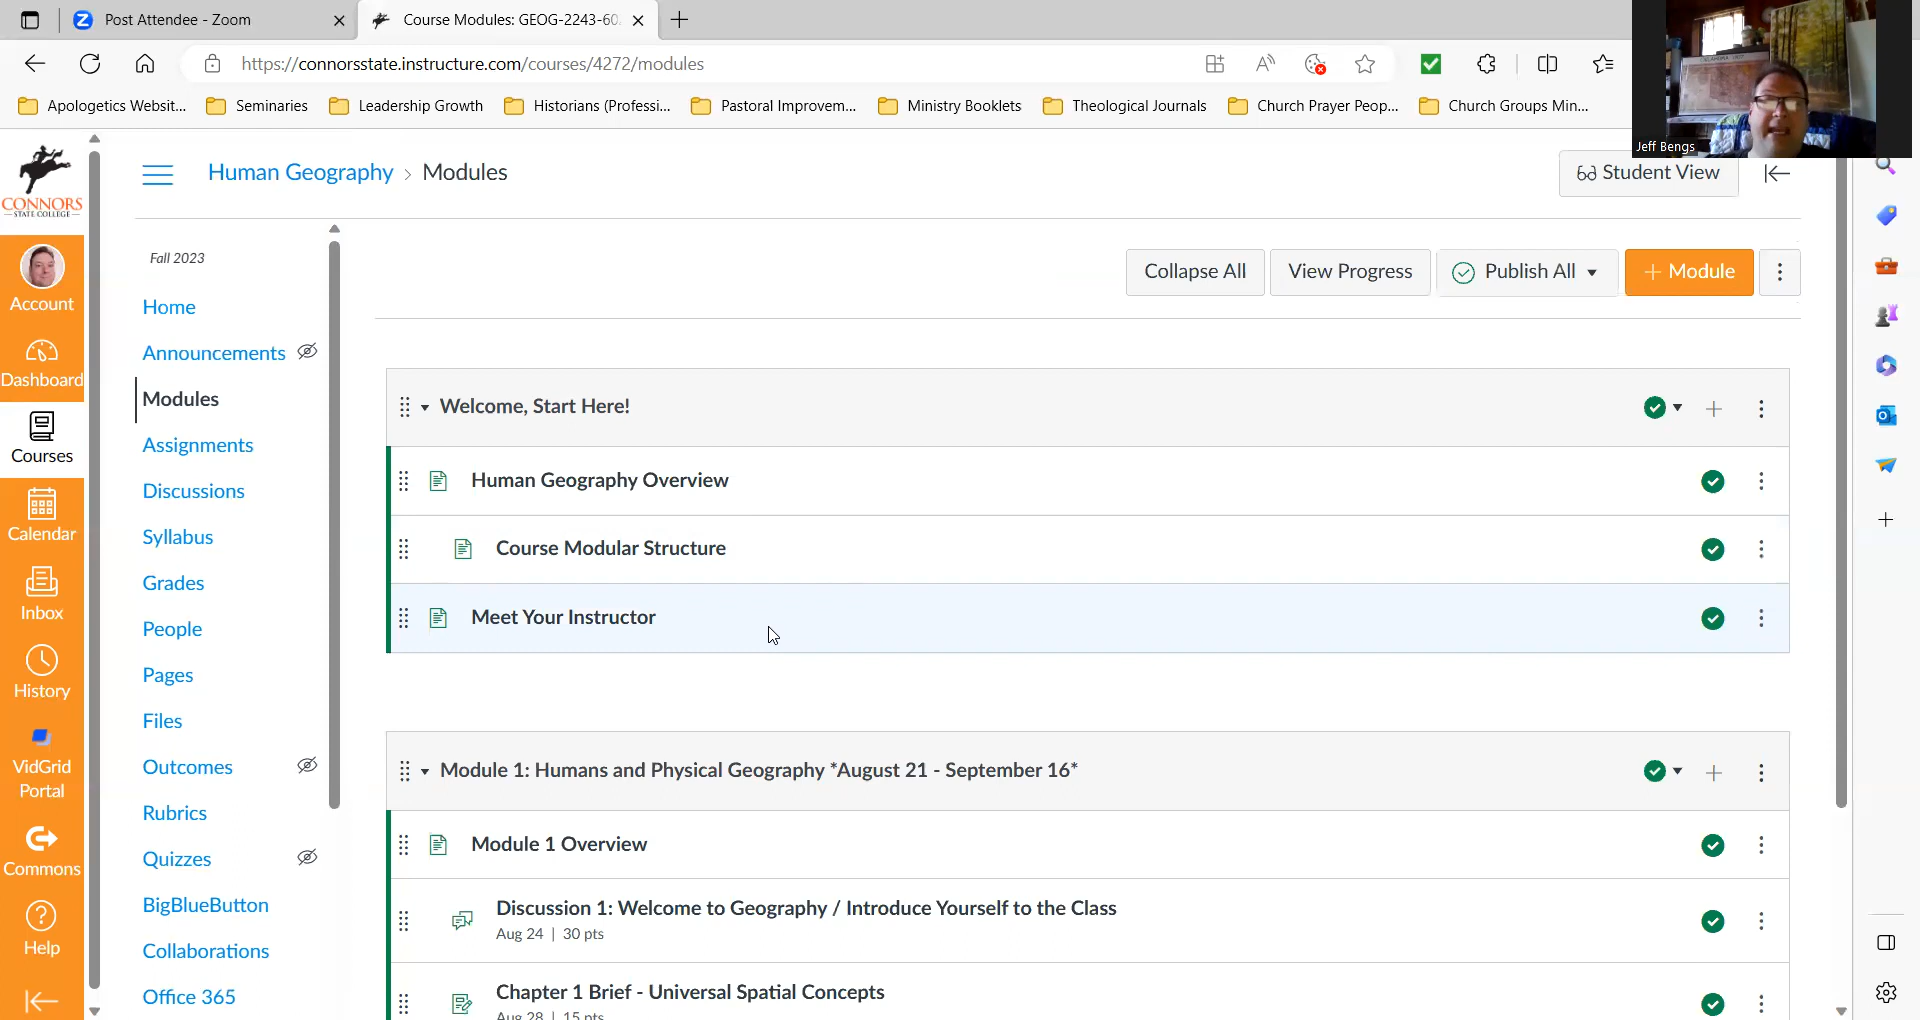 Post Attendee - Zoom
Course Modules: GEOG-2243-60
https://connorsstate.instructure.com/courses/4272/modules
Apologetics Websit...
Seminaries
Leadership Growth
Historians (Professi...
Pastoral Improvem...
Ministry Booklets
Theological Journals
Church Prayer Peop...
Church Groups Min...
Jeff Bengs
CONNORS
STATE COLLEGE
Human Geography › Modules
Student View
Fall 2023
Collapse All
View Progress
Publish All
+ Module
Account
Dashboard
Courses
Calendar
Inbox
History
VidGrid
Portal
Commons
Help
Home
Announcements
Modules
Assignments
Discussions
Syllabus
Grades
People
Pages
Files
Outcomes
Rubrics
Quizzes
BigBlueButton
Collaborations
Office 365
Welcome, Start Here!
Human Geography Overview
Course Modular Structure
Meet Your Instructor
Module 1: Humans and Physical Geography *August 21 - September 16*
Module 1 Overview
Discussion 1: Welcome to Geography / Introduce Yourself to the Class
Aug 24 | 30 pts
Chapter 1 Brief - Universal Spatial Concepts
Aug 28 | 15 pts